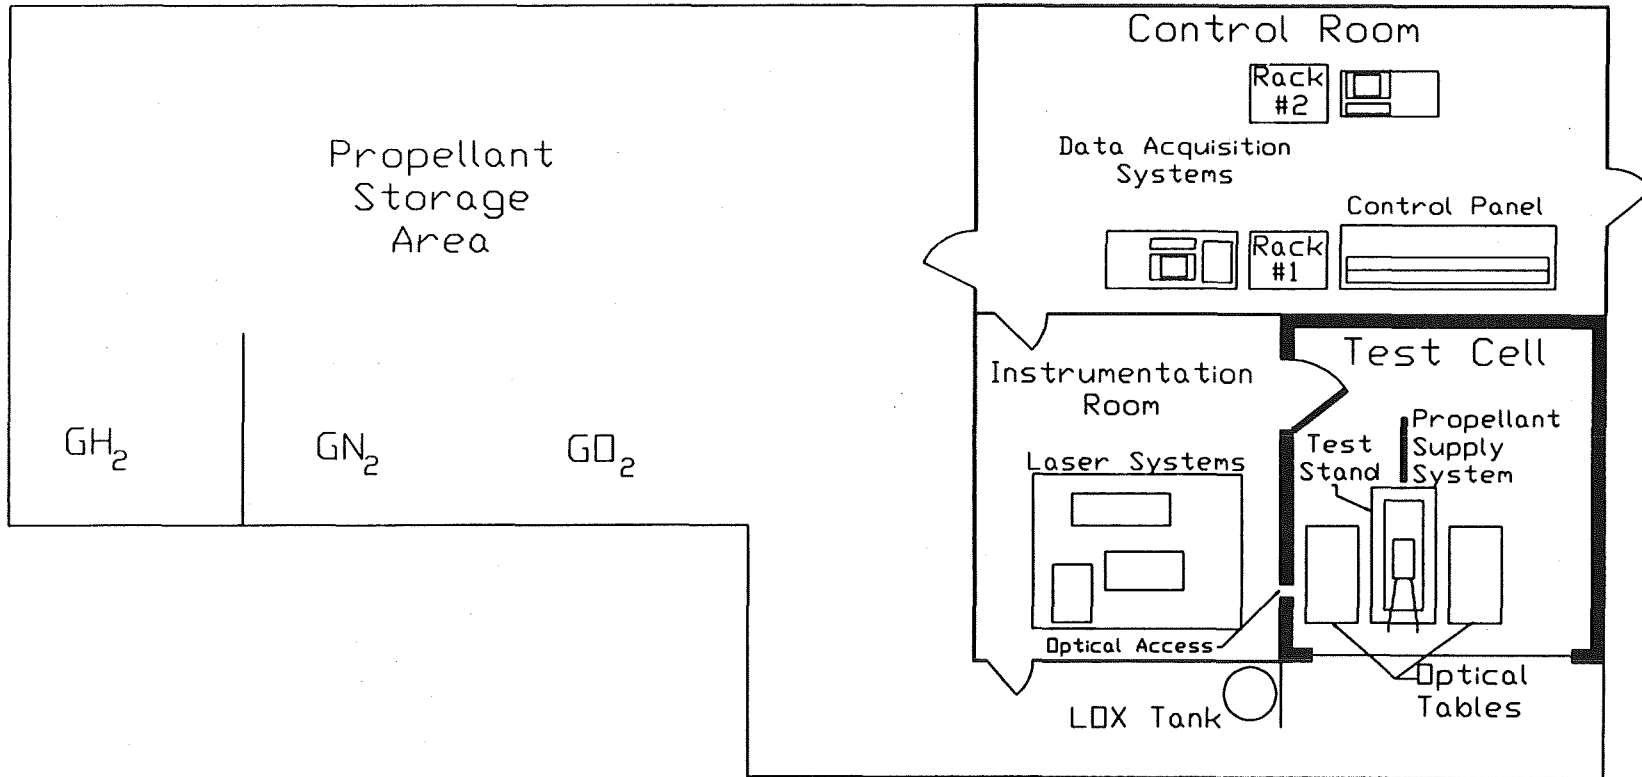 Control Room
Rack
#2
Data Acquisition
Systems
Control Panel
Rack
#1
Propellant
Storage
Area
GH₂
GN₂
GO₂
Instrumentation
Room
Laser Systems
Optical Access
Test Cell
Propellant
Supply
System
Test
Stand
Optical
Tables
LOX Tank